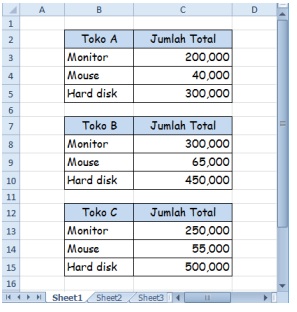 A B C D
1
2 Toko A Jumlah Total
3 Monitor 200,000
4 Mouse 40,000
5 Hard disk 300,000
6
7 Toko B Jumlah Total
8 Monitor 300,000
9 Mouse 65,000
10 Hard disk 450,000
11
12 Toko C Jumlah Total
13 Monitor 250,000
14 Mouse 55,000
15 Hard disk 500,000
16
Sheet1 Sheet2 Sheet3